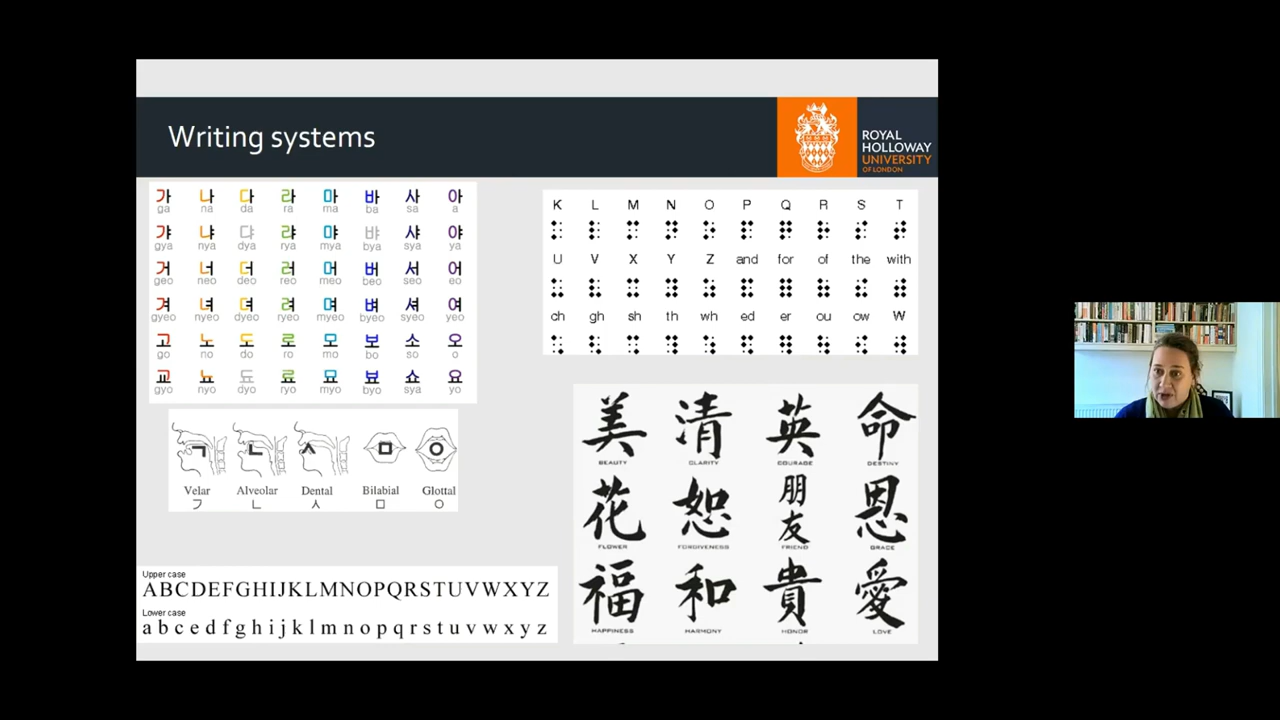 Writing systems
ROYAL
HOLLOWAY
UNIVERSITY
OF LONDON
가 나 다 라 마 바 사 아
ga na da ra ma ba sa a
갸 냐 댜 랴 먀 뱌 샤 야
gya nya dya rya mya bya sya ya
거 너 더 러 머 버 서 어
geo neo deo reo meo beo seo eo
겨 녀 뎌 려 며 벼 셔 여
gyeo nyeo dyeo ryeo myeo byeo syeo yeo
고 노 도 로 모 보 소 오
go no do ro mo bo so o
교 뇨 됴 료 묘 뵤 쇼 요
gyo nyo dyo ryo myo byo sya yo
ㄱ ㄴ ㅅ ㅁ ㅇ
Velar Alveolar Dental Bilabial Glottal
ㄱ ㄴ ㅅ ㅁ ㅇ
Upper case
ABCDEFGHIJKLMNOPQRSTUVWXYZ
Lower case
a b c e d f g h i j k l m n o p q r s t u v w x y z
K L M N O P Q R S T
U V X Y Z and for of the with
ch gh sh th wh ed er ou ow W
美 清 英 命
BEAUTY CLARITY COURAGE DESTINY
花 恕 朋友 恩
FLOWER FORGIVENESS FRIEND GRACE
福 和 貴 愛
HAPPINESS HARMONY HONOR LOVE